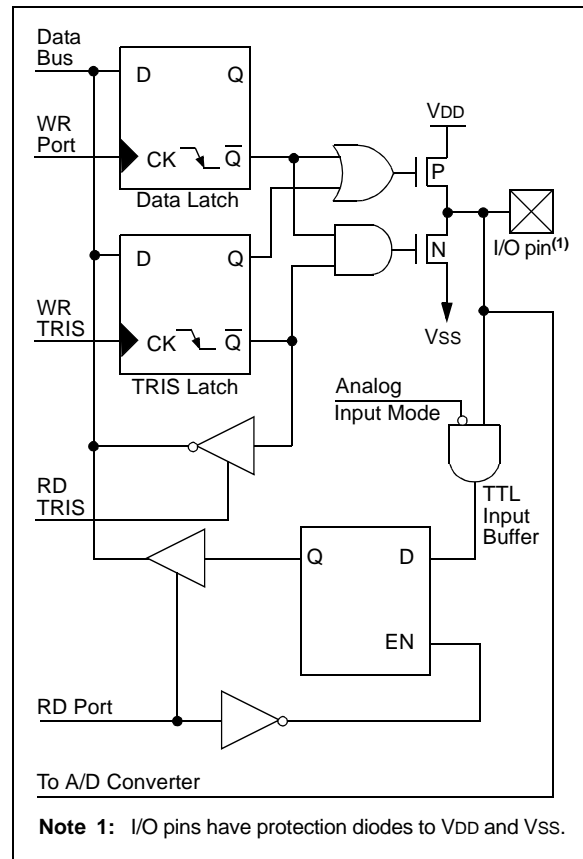 Data
Bus
D
Q
VDD
WR
Port
CK
Q
P
Data Latch
I/O pin(1)
D
Q
N
WR
TRIS
CK
Q
VSS
TRIS Latch
Analog
Input Mode
RD
TRIS
TTL
Input
Buffer
Q
D
EN
RD Port
To A/D Converter
Note 1: I/O pins have protection diodes to VDD and VSS.